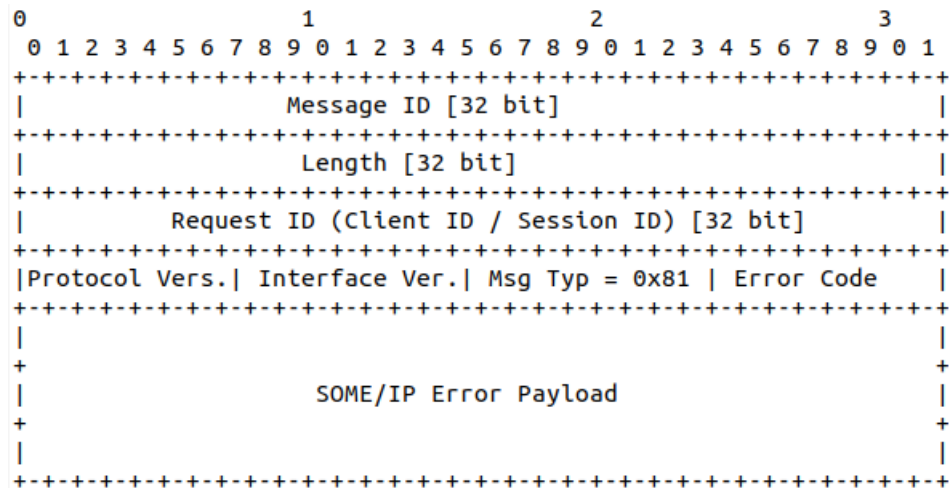 0                   1                   2                   3
 0 1 2 3 4 5 6 7 8 9 0 1 2 3 4 5 6 7 8 9 0 1 2 3 4 5 6 7 8 9 0 1
+-+-+-+-+-+-+-+-+-+-+-+-+-+-+-+-+-+-+-+-+-+-+-+-+-+-+-+-+-+-+-+-+
|                  Message ID [32 bit]                          |
+-+-+-+-+-+-+-+-+-+-+-+-+-+-+-+-+-+-+-+-+-+-+-+-+-+-+-+-+-+-+-+-+
|                   Length [32 bit]                             |
+-+-+-+-+-+-+-+-+-+-+-+-+-+-+-+-+-+-+-+-+-+-+-+-+-+-+-+-+-+-+-+-+
|          Request ID (Client ID / Session ID) [32 bit]         |
+-+-+-+-+-+-+-+-+-+-+-+-+-+-+-+-+-+-+-+-+-+-+-+-+-+-+-+-+-+-+-+-+
|Protocol Vers.| Interface Ver.| Msg Typ = 0x81 | Error Code    |
+-+-+-+-+-+-+-+-+-+-+-+-+-+-+-+-+-+-+-+-+-+-+-+-+-+-+-+-+-+-+-+-+
|                                                               |
+                                                               +
|                    SOME/IP Error Payload                      |
+                                                               +
|                                                               |
+-+-+-+-+-+-+-+-+-+-+-+-+-+-+-+-+-+-+-+-+-+-+-+-+-+-+-+-+-+-+-+-+